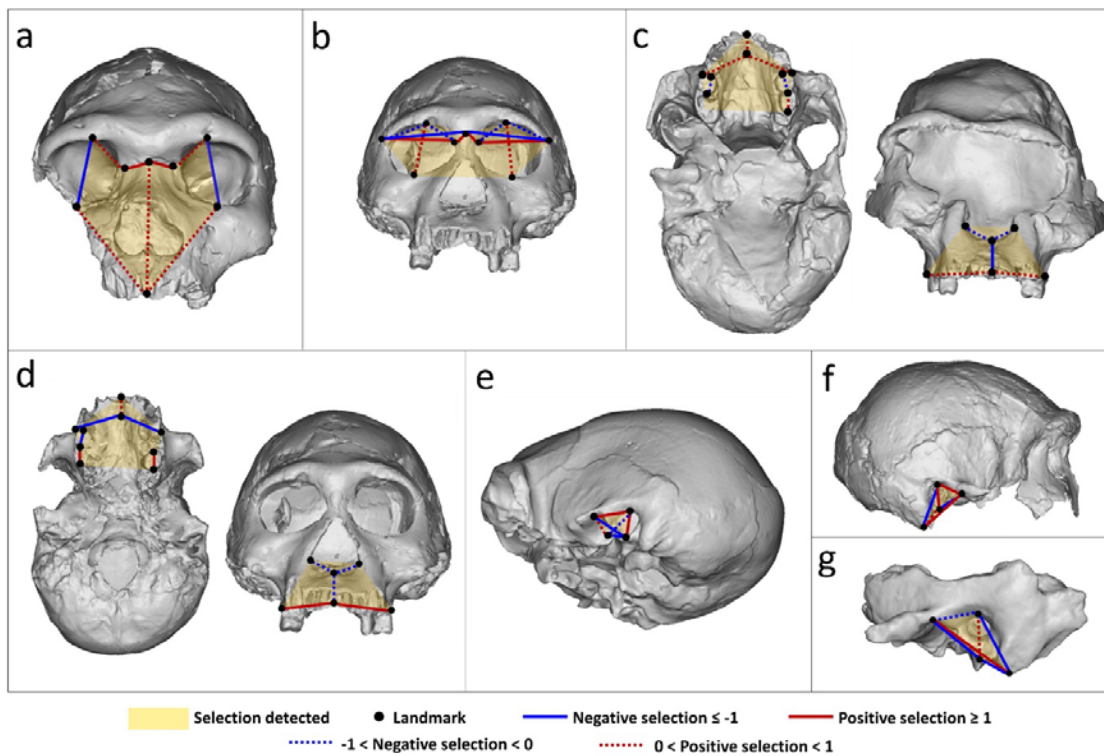 a
b
c
d
e
f
g
Selection detected
Landmark
Negative selection ≤ -1
Positive selection ≥ 1
-1 < Negative selection < 0
0 < Positive selection < 1